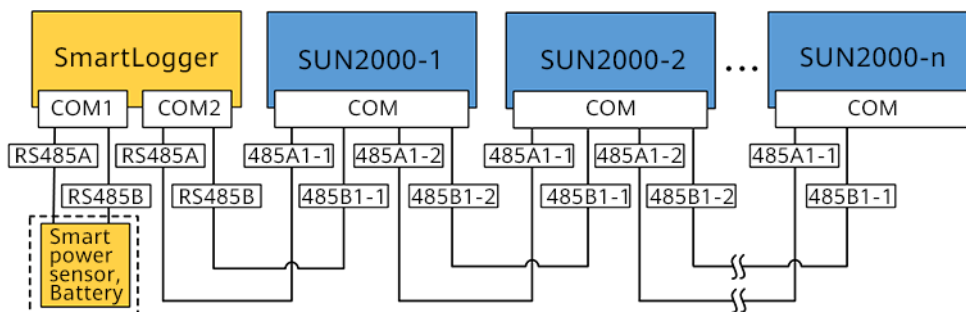 SmartLogger
SUN2000-1
SUN2000-2
...
SUN2000-n
COM1
COM2
COM
COM
COM
RS485A
RS485A
485A1-1
485A1-2
485A1-1
485A1-2
485A1-1
RS485B
RS485B
485B1-1
485B1-2
485B1-1
485B1-2
485B1-1
Smart
power
sensor,
Battery